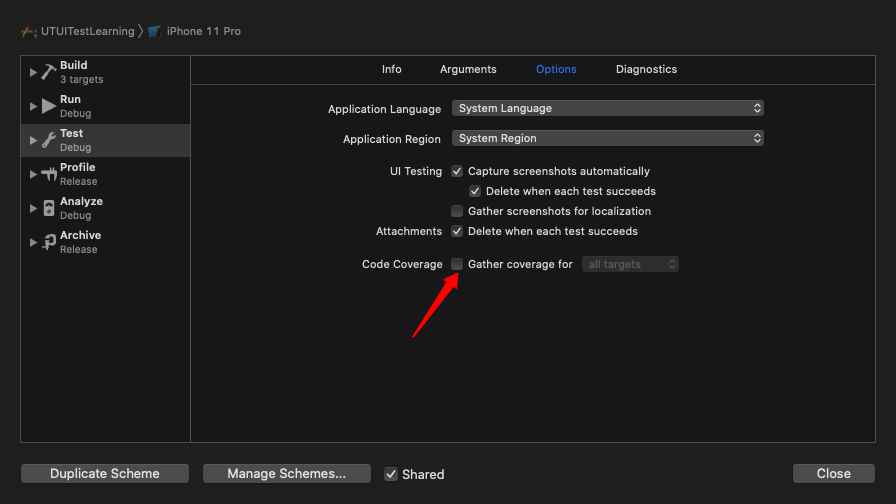 UTUITestLearning iPhone 11 Pro
Build
3 targets
Run
Debug
Test
Debug
Profile
Release
Analyze
Debug
Archive
Release
Info Arguments Options Diagnostics
Application Language System Language
Application Region System Region
UI Testing Capture screenshots automatically
Delete when each test succeeds
Gather screenshots for localization
Attachments Delete when each test succeeds
Code Coverage Gather coverage for all targets
Duplicate Scheme Manage Schemes... Shared Close